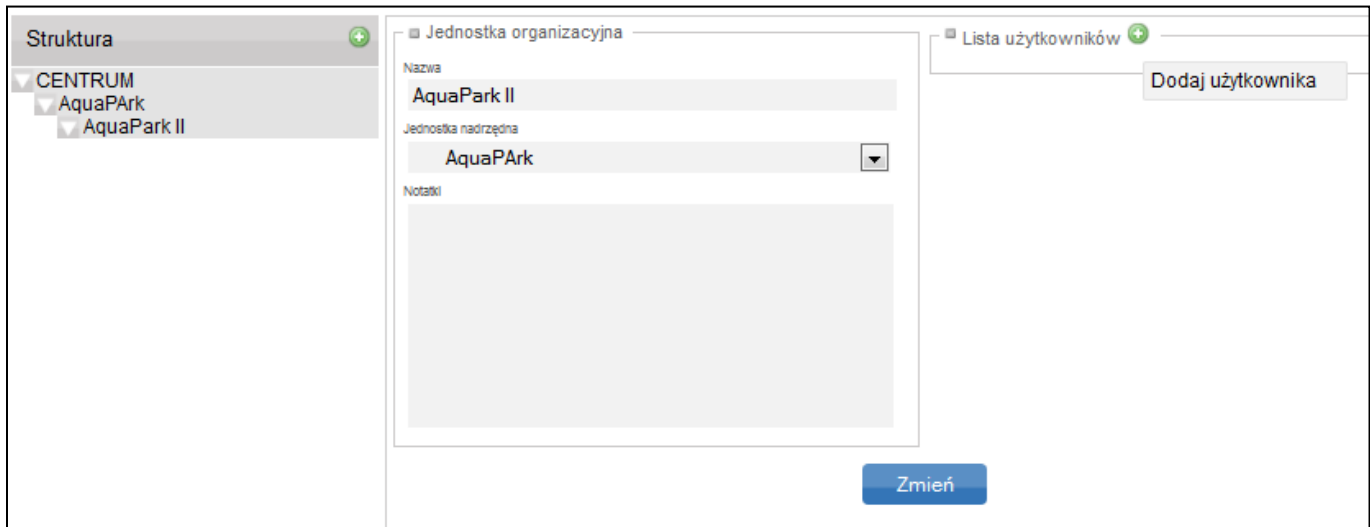 Struktura
CENTRUM
AquaPArk
AquaPark II
Jednostka organizacyjna
Nazwa
AquaPark II
Jednostka nadrzędna
AquaPArk
Notatki
Lista użytkowników
Dodaj użytkownika
Zmień